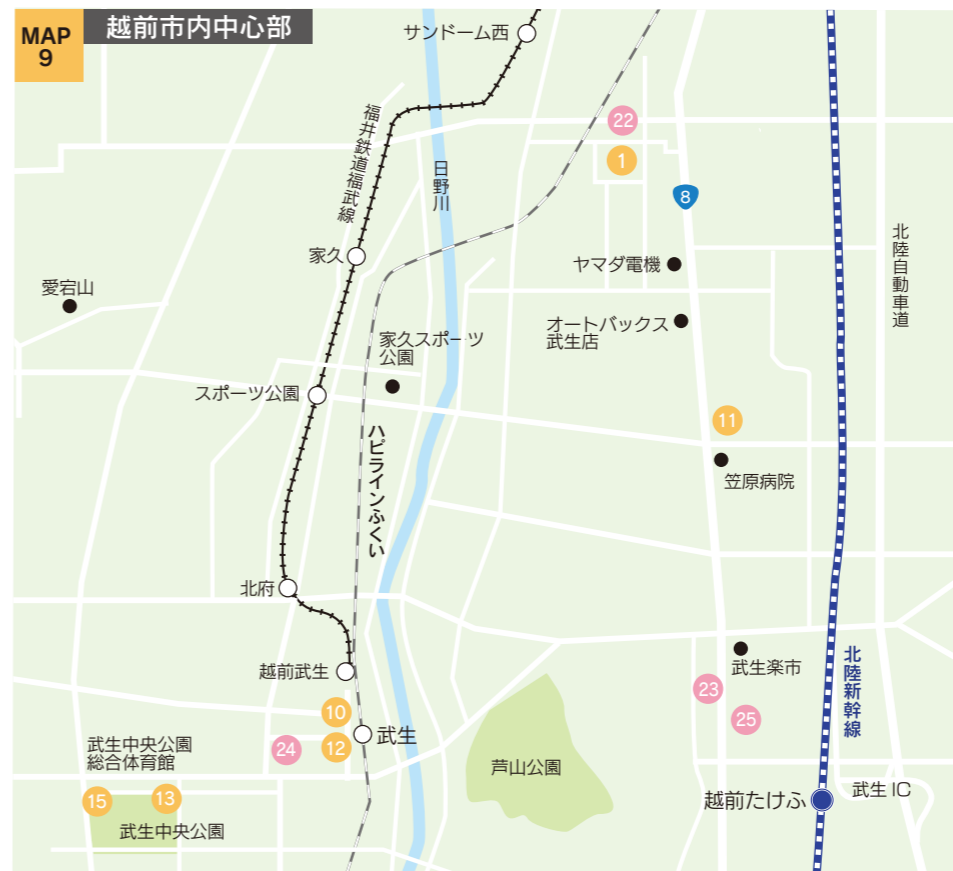 MAP
9
越前市内中心部
サンドーム西
22
福井鉄道福武線
1
日野川
8
北陸自動車道
家久
ヤマダ電機
愛宕山
オートバックス
武生店
家久スポーツ
公園
スポーツ公園
11
ハピラインふくい
笠原病院
北府
武生楽市
北陸新幹線
越前武生
23
10
25
武生
武生中央公園
総合体育館
24
12
芦山公園
武生IC
越前たけふ
15
13
武生中央公園